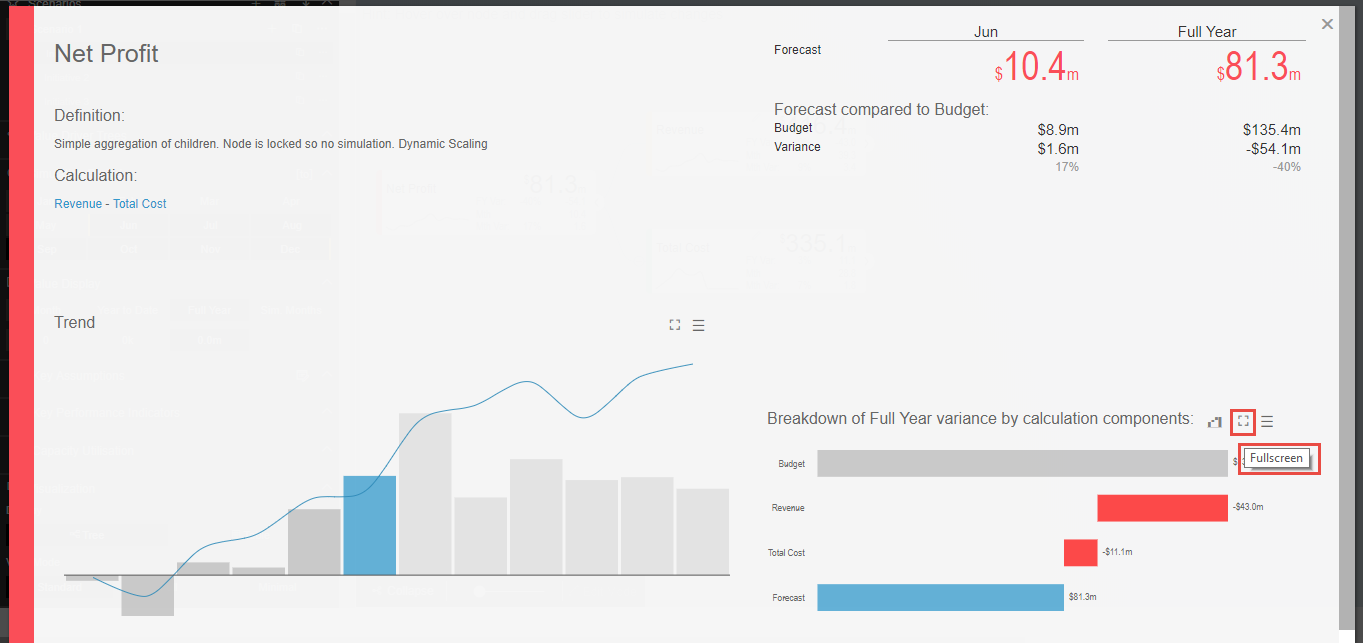 Scenarios
Net Profit
Jun
Full Year
Forecast
$10.4m
$81.3m
Definition:
Forecast compared to Budget:
Budget
$8.9m
$135.4m
Simple aggregation of children. Node is locked so no simulation. Dynamic Scaling
Variance
$1.6m
-$54.1m
17%
-40%
Calculation:
Revenue - Total Cost
Trend
Breakdown of Full Year variance by calculation components:
Fullscreen
Budget
Revenue
-$43.0m
Total Cost
-$11.1m
Forecast
$81.3m